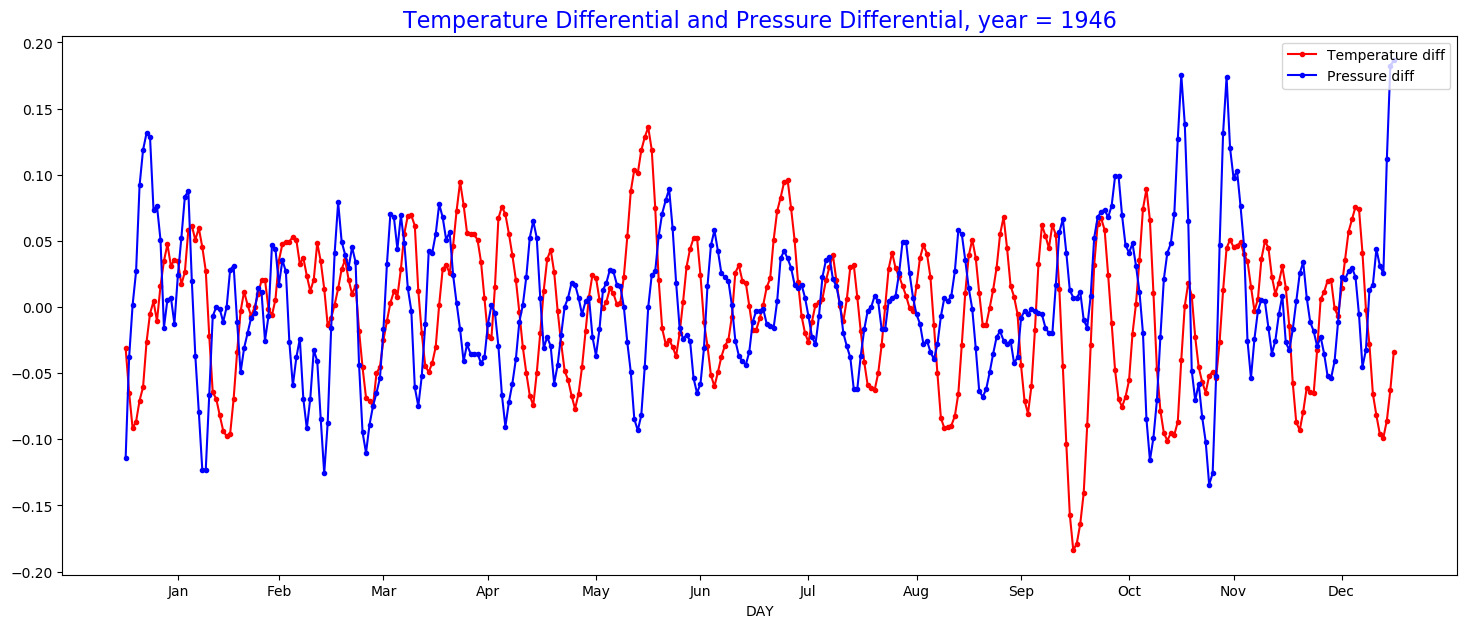 Temperature Differential and Pressure Differential, year = 1946
Temperature diff
Pressure diff
0.20
0.15
0.10
0.05
0.00
−0.05
−0.10
−0.15
−0.20
Jan Feb Mar Apr May Jun Jul Aug Sep Oct Nov Dec
DAY